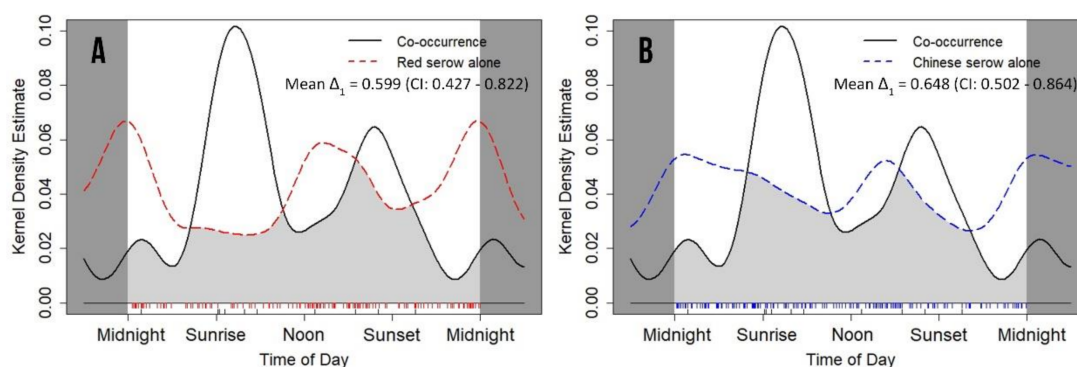 A
Co-occurrence
Red serow alone
Mean Δ1 = 0.599 (CI: 0.427 - 0.822)
Kernel Density Estimate
0.10
0.08
0.06
0.04
0.02
0.00
Midnight Sunrise Noon Sunset Midnight
Time of Day
B
Co-occurrence
Chinese serow alone
Mean Δ1 = 0.648 (CI: 0.502 - 0.864)
Kernel Density Estimate
0.10
0.08
0.06
0.04
0.02
0.00
Midnight Sunrise Noon Sunset Midnight
Time of Day